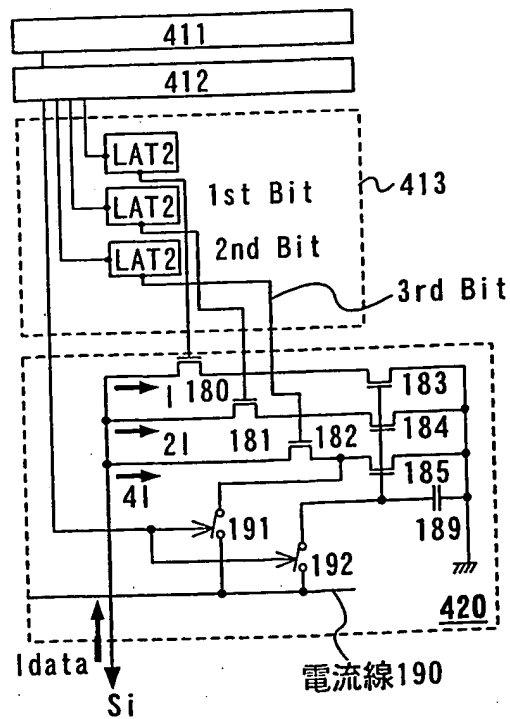 411
412
LAT2
LAT2
LAT2
1st Bit
2nd Bit
3rd Bit
413
I
180
183
2I
181
184
182
4I
185
191
189
192
420
Idata
Si
電流線190